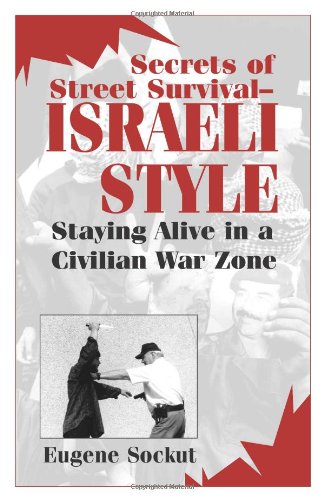 Secrets of
Street Survival–
ISRAELI
STYLE
Staying Alive in a
Civilian War Zone
Eugene Sockut